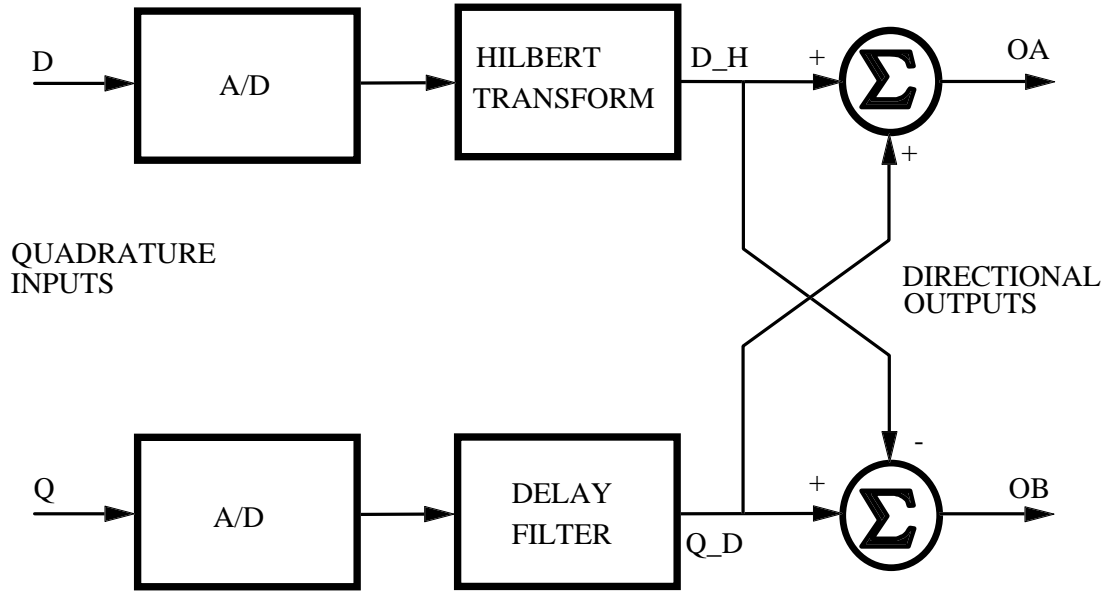 D
A/D
HILBERT
TRANSFORM
D_H
+
Σ
OA
+
QUADRATURE
INPUTS
DIRECTIONAL
OUTPUTS
-
Q
A/D
DELAY
FILTER
Q_D
+
Σ
OB